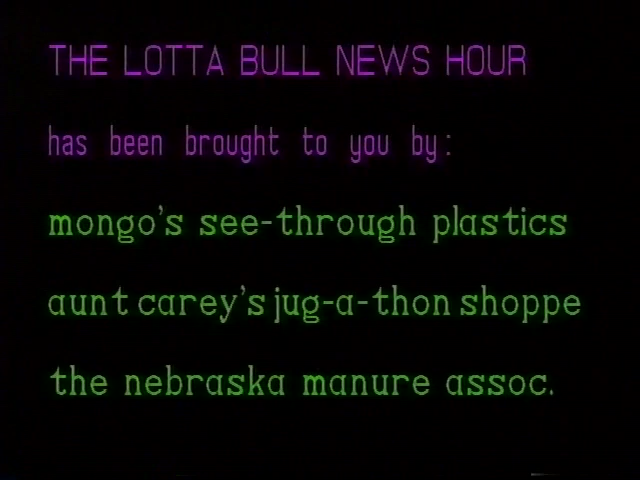 THE LOTTA BULL NEWS HOUR
has been brought to you by:
mongo's see-through plastics
aunt carey's jug-a-thon shoppe
the nebraska manure assoc.